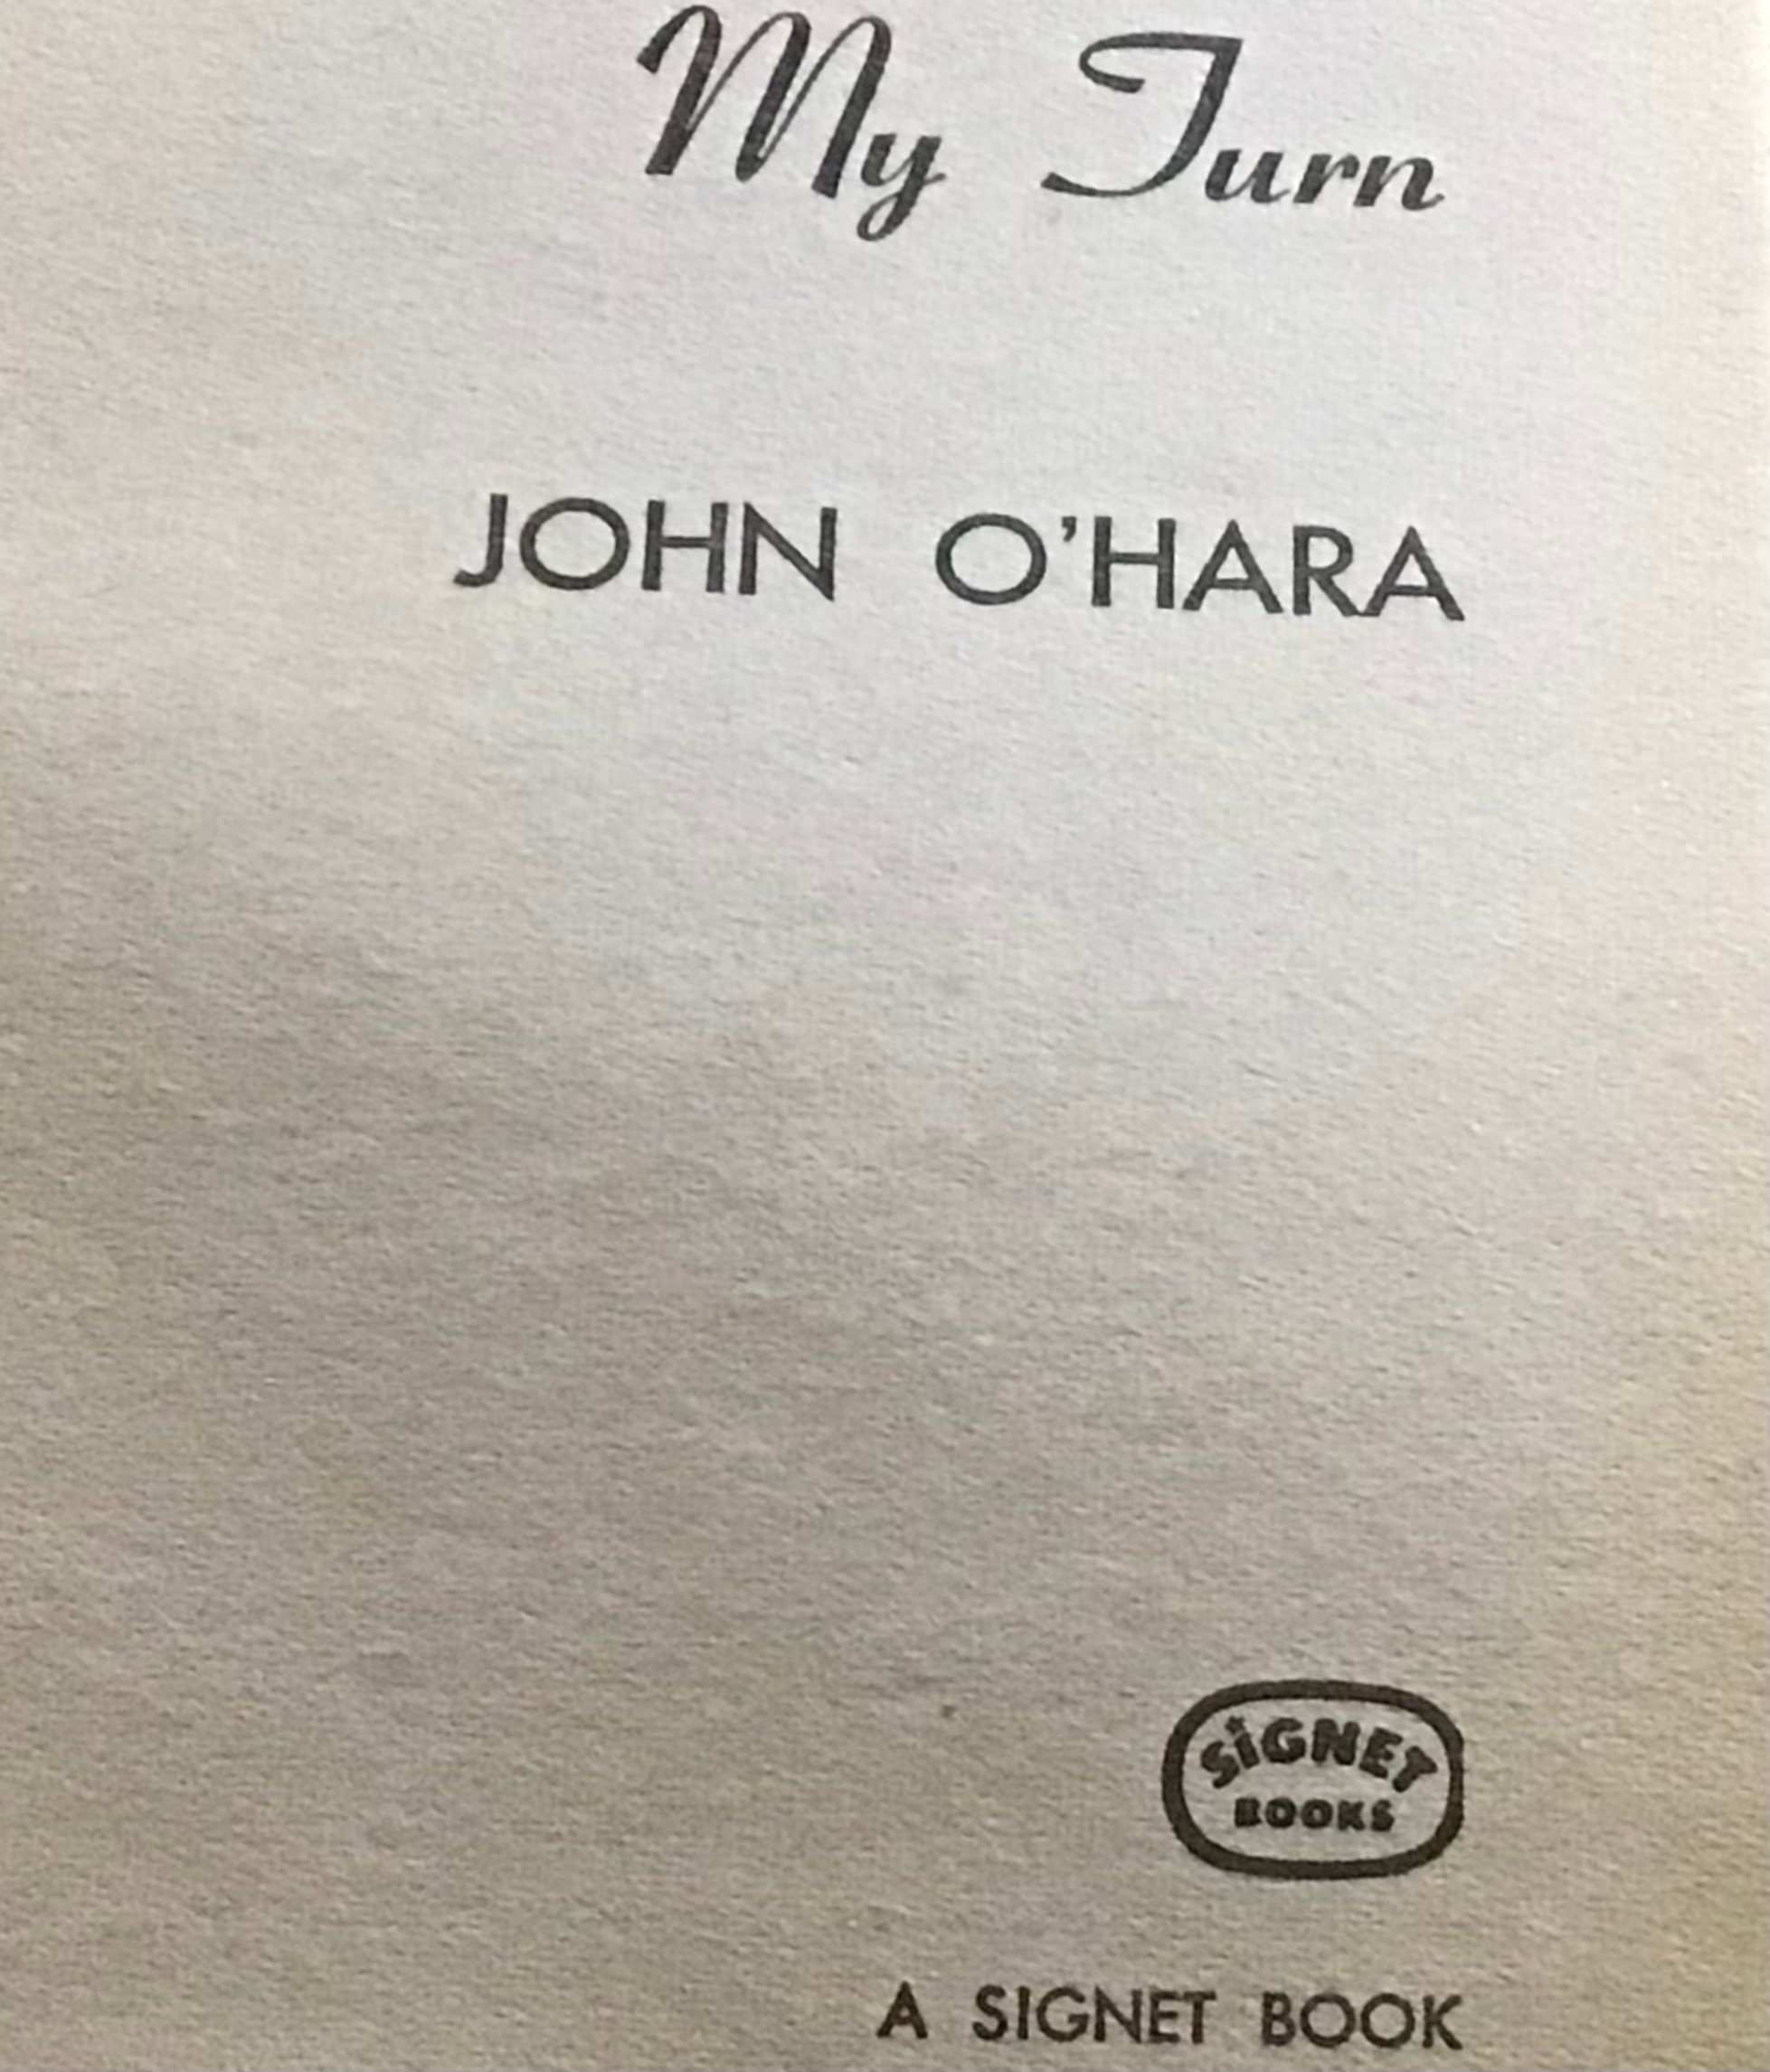 My Turn
JOHN O'HARA
SiGNET
BOOKS
A SIGNET BOOK